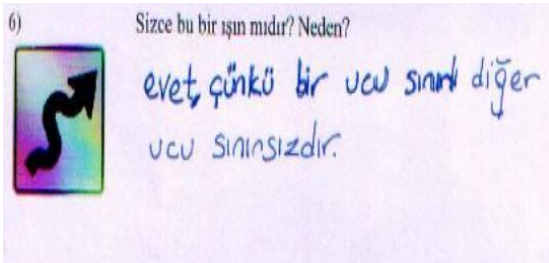 6) Sizce bu bir ışın mıdır? Neden?
evet, çünkü bir ucu sınırlı diğer
ucu sınırsızdır.